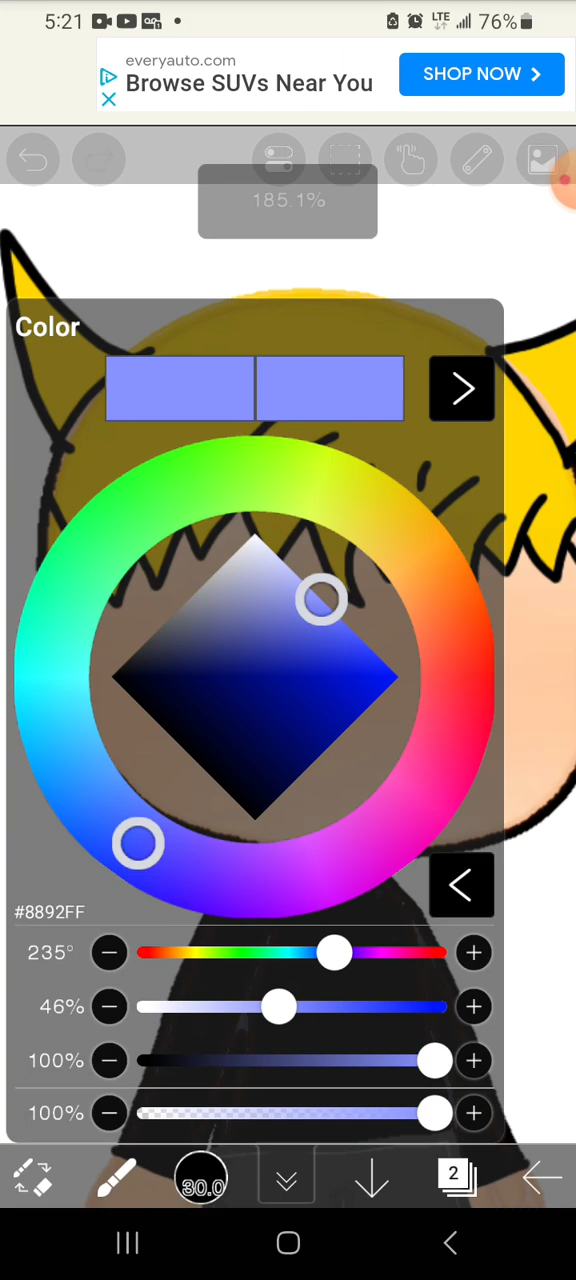 5:21
LTE
76%
everyauto.com
Browse SUVs Near You
SHOP NOW
185.1%
Color
#8892FF
235°
46%
100%
100%
30.0
2